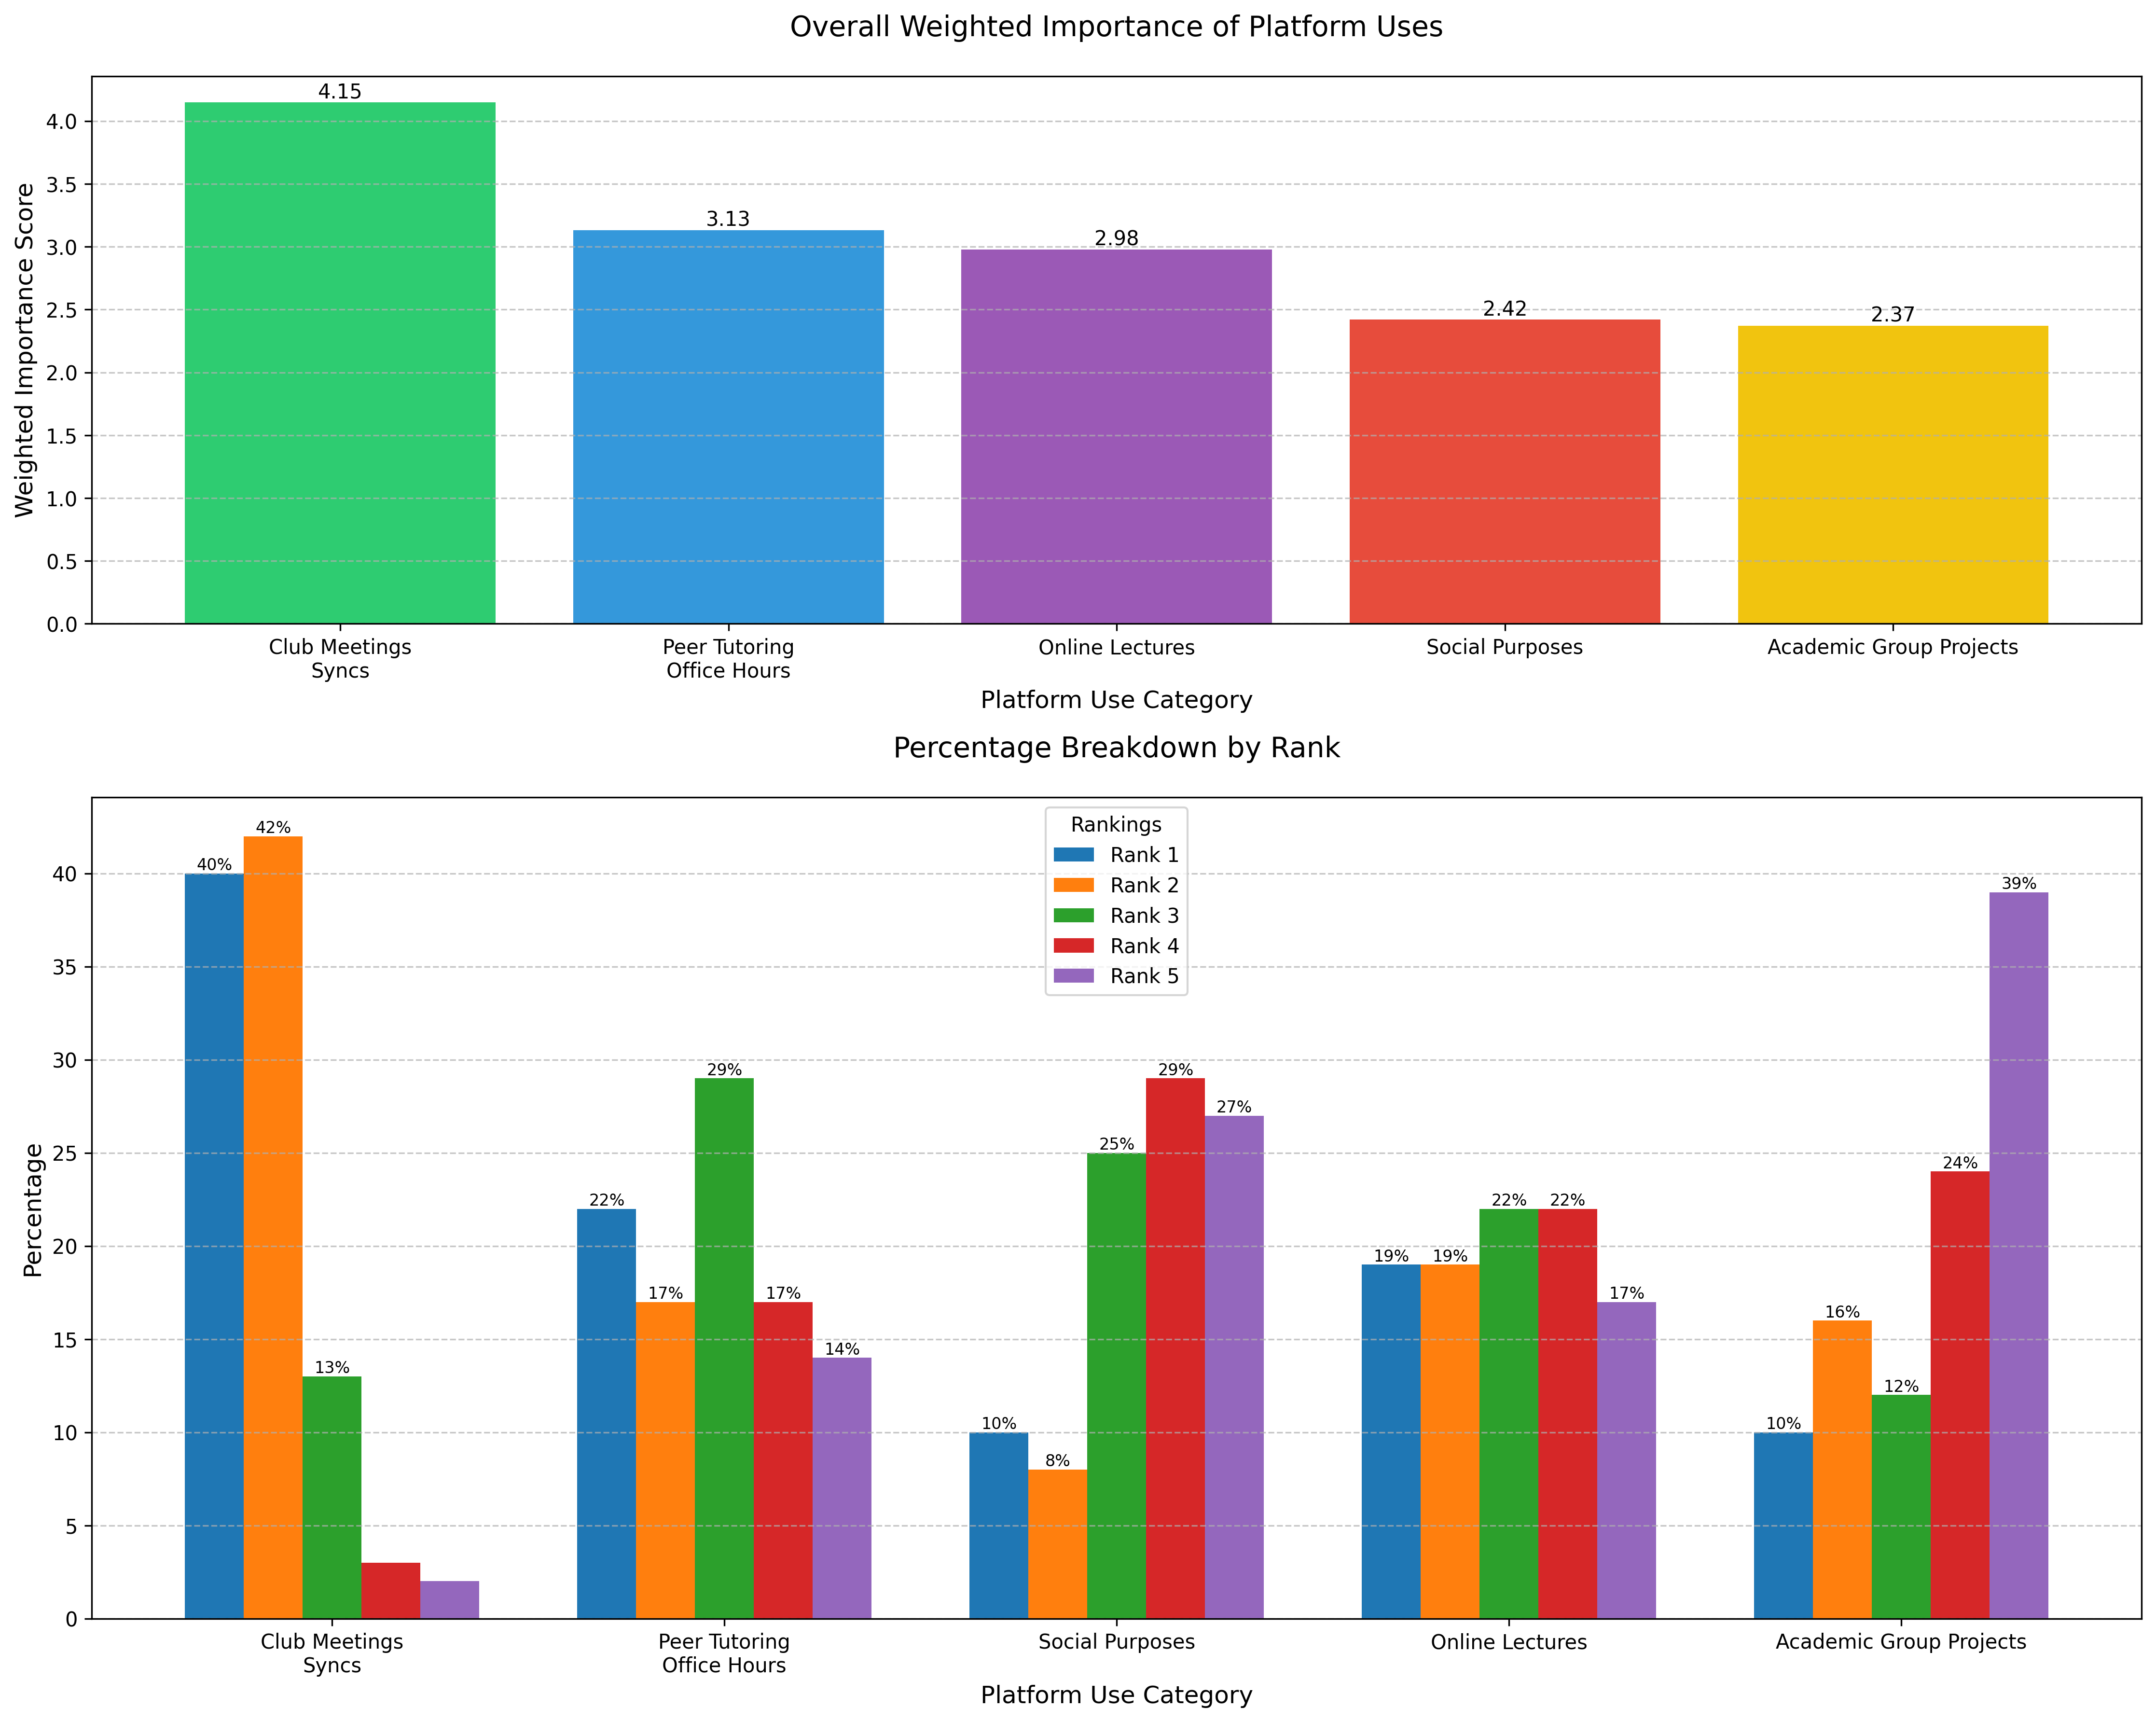 Overall Weighted Importance of Platform Uses
Weighted Importance Score
4.0
3.5
3.0
2.5
2.0
1.5
1.0
0.5
0.0
4.15
3.13
2.98
2.42
2.37
Club Meetings
Syncs
Peer Tutoring
Office Hours
Online Lectures
Social Purposes
Academic Group Projects
Platform Use Category
Percentage Breakdown by Rank
Percentage
40
35
30
25
20
15
10
5
0
Rankings
Rank 1
Rank 2
Rank 3
Rank 4
Rank 5
40%
42%
13%
22%
17%
29%
17%
14%
10%
8%
25%
29%
27%
19%
19%
22%
22%
17%
10%
16%
12%
24%
39%
Club Meetings
Syncs
Peer Tutoring
Office Hours
Social Purposes
Online Lectures
Academic Group Projects
Platform Use Category